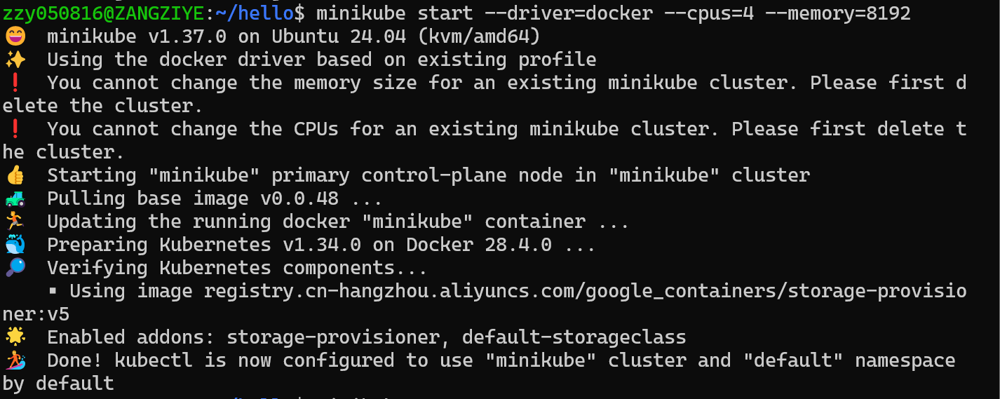 zzy050816@ZANGZIYE:~/hello$ minikube start --driver=docker --cpus=4 --memory=8192
😄  minikube v1.37.0 on Ubuntu 24.04 (kvm/amd64)
✨  Using the docker driver based on existing profile
❗  You cannot change the memory size for an existing minikube cluster. Please first d
elete the cluster.
❗  You cannot change the CPUs for an existing minikube cluster. Please first delete t
he cluster.
👍  Starting "minikube" primary control-plane node in "minikube" cluster
🚜  Pulling base image v0.0.48 ...
🏃  Updating the running docker "minikube" container ...
🐳  Preparing Kubernetes v1.34.0 on Docker 28.4.0 ...
🔎  Verifying Kubernetes components...
    ▪ Using image registry.cn-hangzhou.aliyuncs.com/google_containers/storage-provisio
ner:v5
🌟  Enabled addons: storage-provisioner, default-storageclass
🏄  Done! kubectl is now configured to use "minikube" cluster and "default" namespace
by default